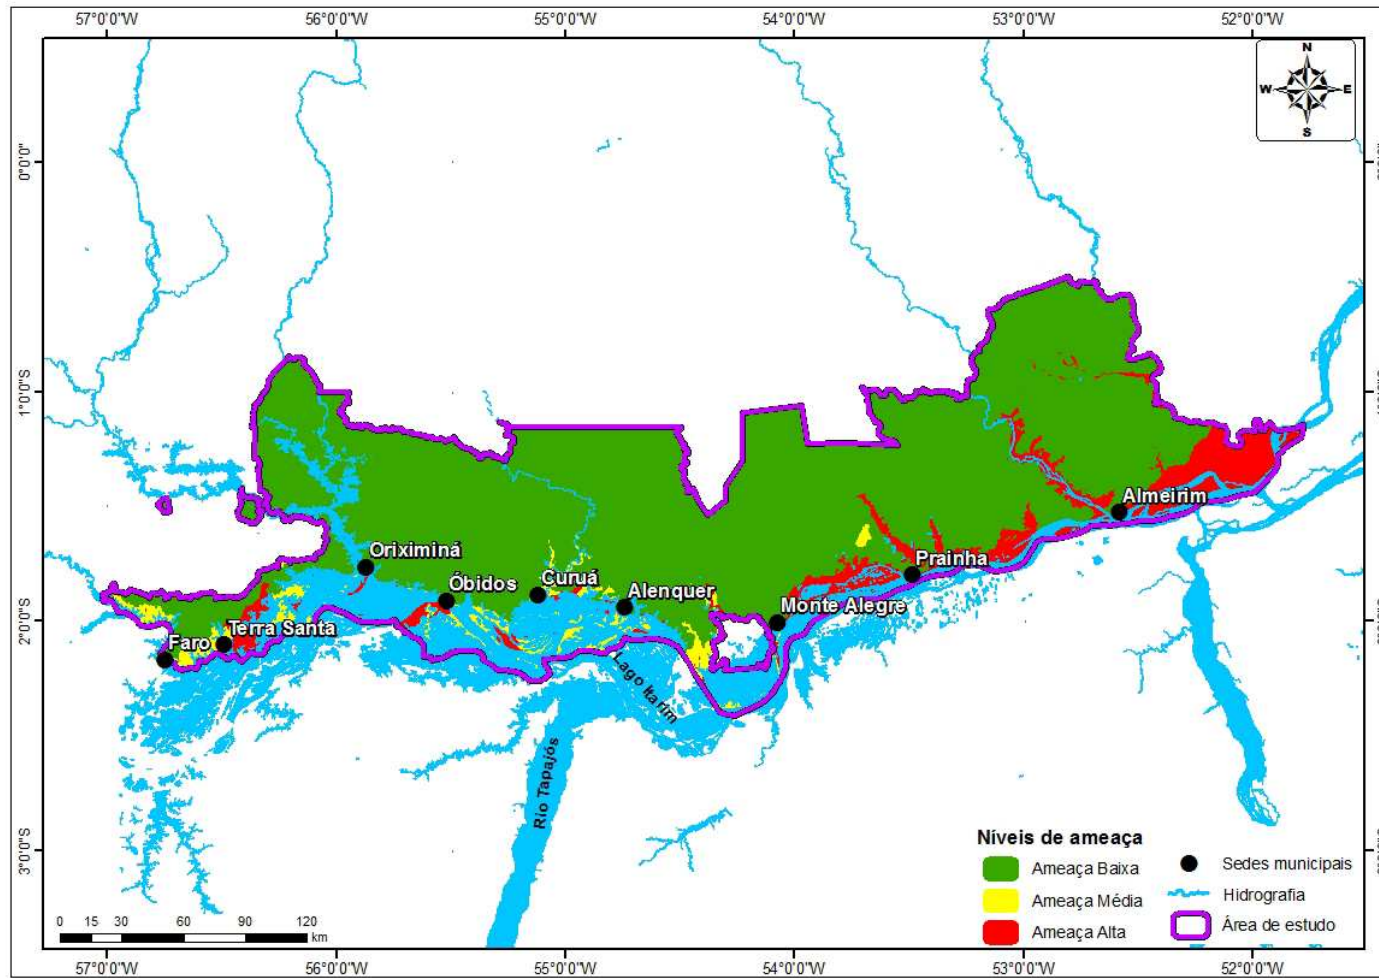 57°0'0"W 56°0'0"W 55°0'0"W 54°0'0"W 53°0'0"W 52°0'0"W
N
W E
S
0°0'0"
1°0'0"S
Almeirim
Oriximiná
Prainha
Óbidos
Curuá
Alenquer
Monte Alegre
2°0'0"S
Terra Santa
Faro
Lago Itarim
Rio Tapajós
3°0'0"S
Níveis de ameaça
Ameaça Baixa
Ameaça Média
Ameaça Alta
Sedes municipais
Hidrografia
Área de estudo
0 15 30 60 90 120
km
57°0'0"W 56°0'0"W 55°0'0"W 54°0'0"W 53°0'0"W 52°0'0"W